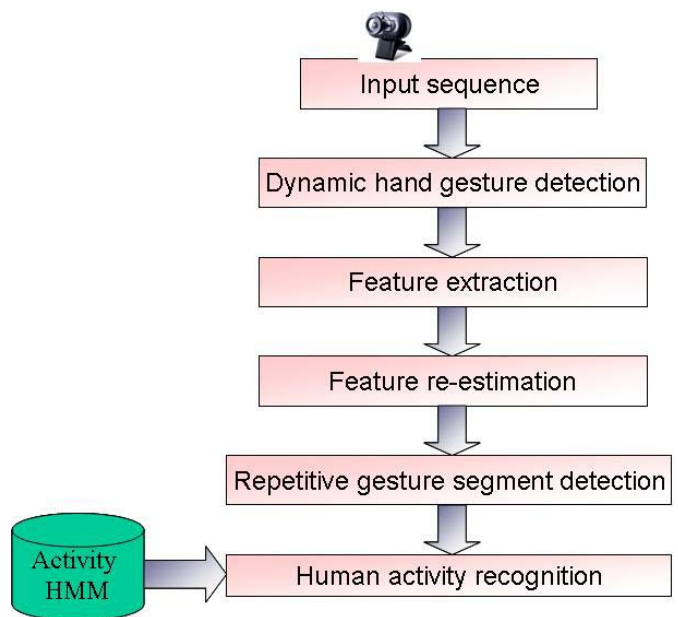 Input sequence
Dynamic hand gesture detection
Feature extraction
Feature re-estimation
Repetitive gesture segment detection
Activity
HMM
Human activity recognition